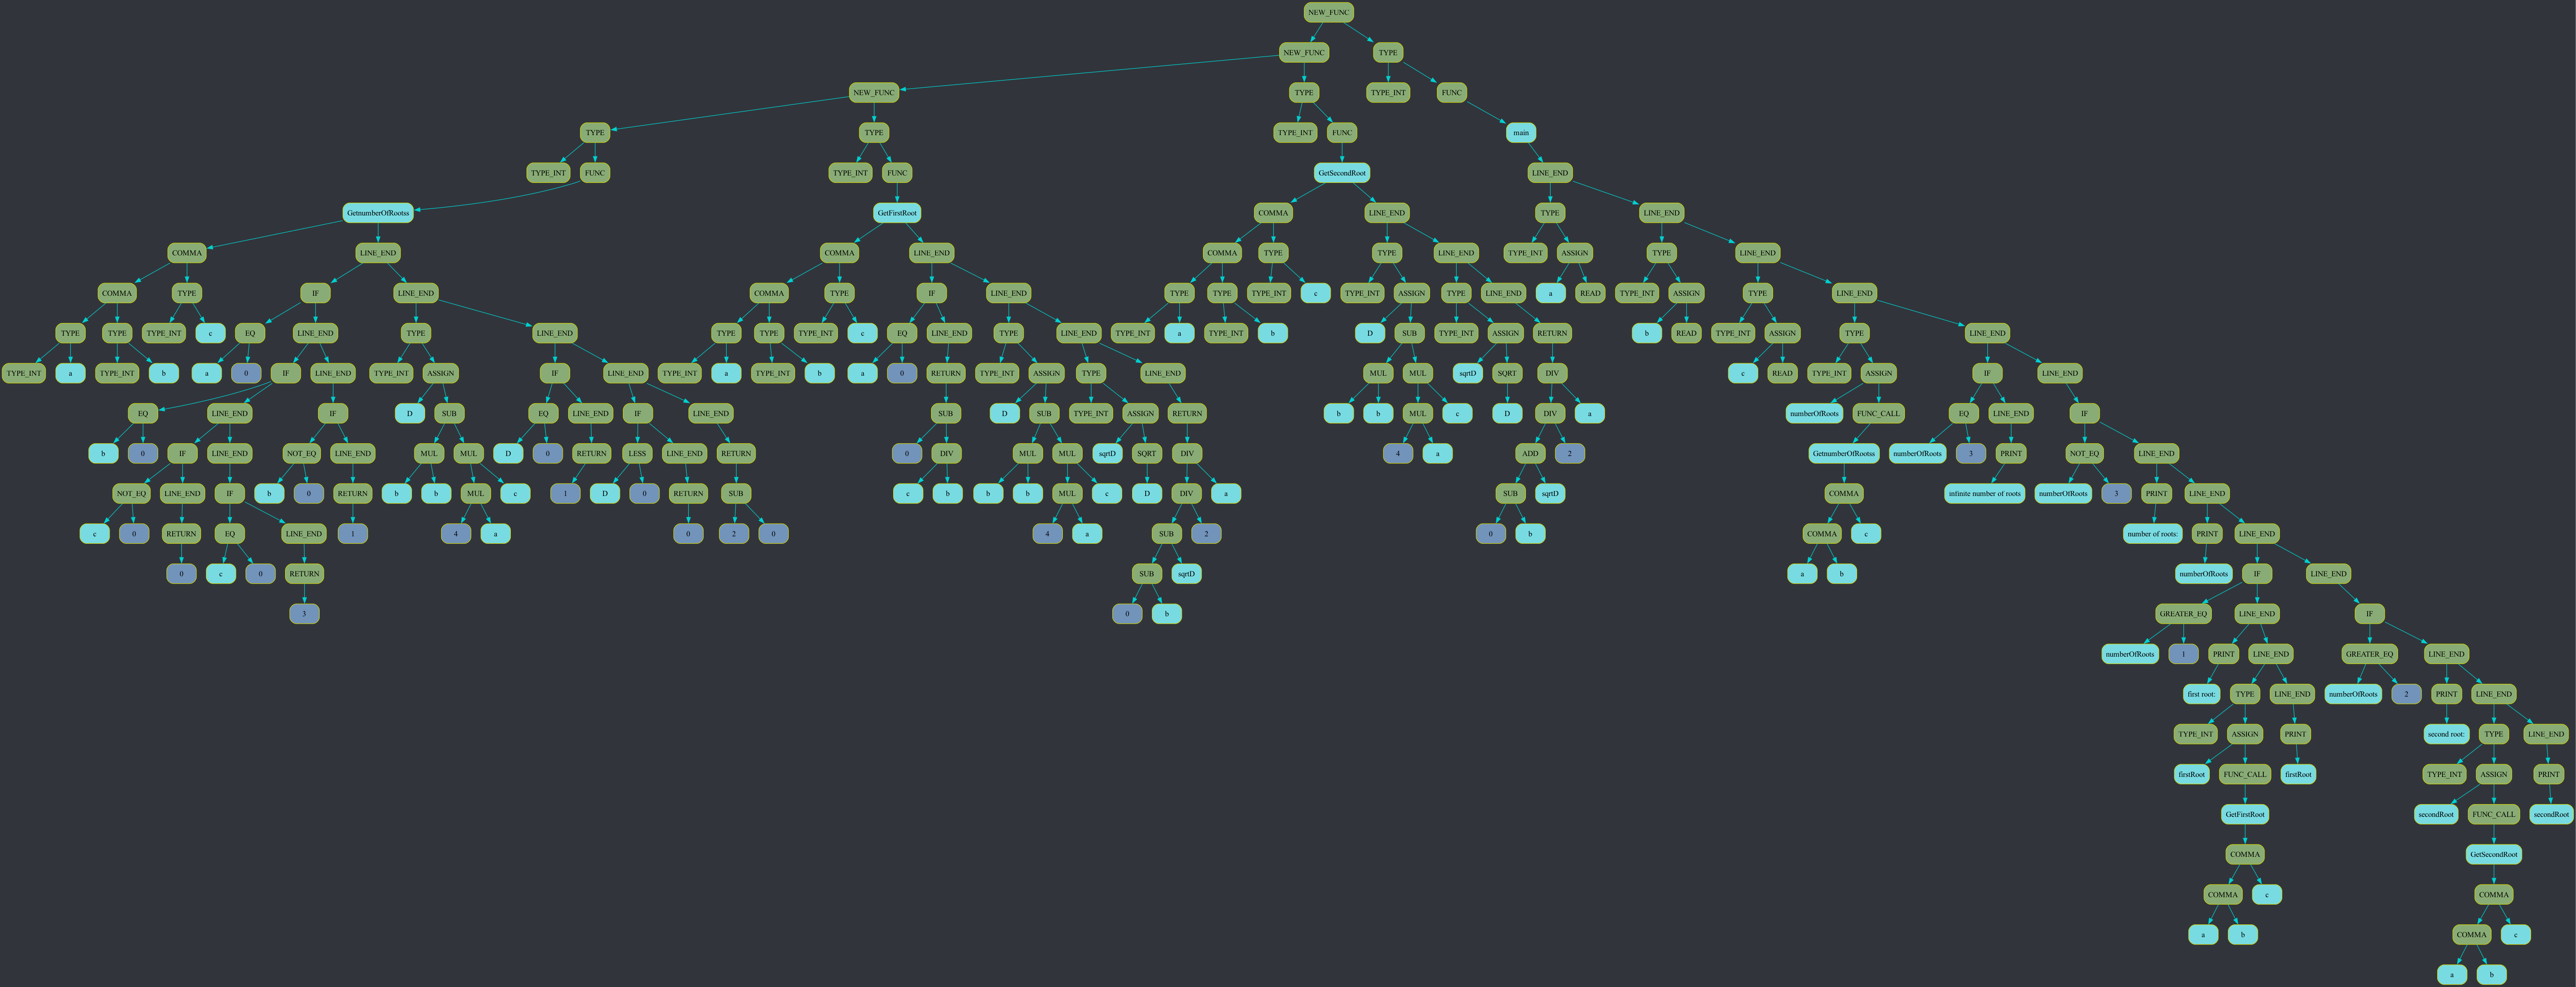 NEW_FUNC
NEW_FUNC TYPE
NEW_FUNC TYPE TYPE_INT FUNC
TYPE TYPE TYPE_INT FUNC main
TYPE_INT FUNC TYPE_INT FUNC GetSecondRoot LINE_END
GetnumberOfRootss GetFirstRoot COMMA LINE_END TYPE LINE_END
COMMA LINE_END COMMA LINE_END COMMA TYPE TYPE LINE_END TYPE_INT ASSIGN TYPE LINE_END
COMMA TYPE IF LINE_END COMMA TYPE IF LINE_END TYPE TYPE TYPE_INT c TYPE_INT ASSIGN TYPE LINE_END a READ TYPE_INT ASSIGN TYPE LINE_END
TYPE TYPE TYPE_INT c EQ LINE_END TYPE LINE_END TYPE TYPE TYPE_INT c EQ LINE_END TYPE LINE_END TYPE_INT a TYPE_INT b D SUB TYPE_INT ASSIGN RETURN b READ TYPE_INT ASSIGN TYPE LINE_END
TYPE_INT a TYPE_INT b a 0 IF LINE_END TYPE_INT ASSIGN IF LINE_END TYPE_INT a TYPE_INT b a 0 RETURN TYPE_INT ASSIGN TYPE LINE_END MUL MUL sqrtD SQRT DIV c READ TYPE_INT ASSIGN IF LINE_END
EQ LINE_END IF D SUB EQ LINE_END IF LINE_END SUB D SUB TYPE_INT ASSIGN RETURN b b MUL c D DIV a numberOfRoots FUNC_CALL EQ LINE_END IF
b 0 IF LINE_END NOT_EQ LINE_END MUL MUL D 0 RETURN LESS LINE_END RETURN 0 DIV MUL MUL sqrtD SQRT DIV 4 a ADD 2 GetnumberOfRootss numberOfRoots 3 PRINT NOT_EQ LINE_END
NOT_EQ LINE_END IF b 0 RETURN b b MUL c 1 D 0 RETURN SUB c b b b MUL c D DIV a SUB sqrtD COMMA infinite number of roots numberOfRoots 3 PRINT LINE_END
c 0 RETURN EQ LINE_END 1 4 a 0 2 0 4 a SUB 2 0 b COMMA c number of roots: PRINT LINE_END
0 c 0 RETURN SUB sqrtD a b numberOfRoots IF LINE_END
3 0 b GREATER_EQ LINE_END IF
numberOfRoots 1 PRINT LINE_END GREATER_EQ LINE_END
first root: TYPE LINE_END numberOfRoots 2 PRINT LINE_END
TYPE_INT ASSIGN PRINT second root: TYPE LINE_END
firstRoot FUNC_CALL firstRoot TYPE_INT ASSIGN PRINT
GetFirstRoot secondRoot FUNC_CALL secondRoot
COMMA GetSecondRoot
COMMA c COMMA
a b COMMA c
a b